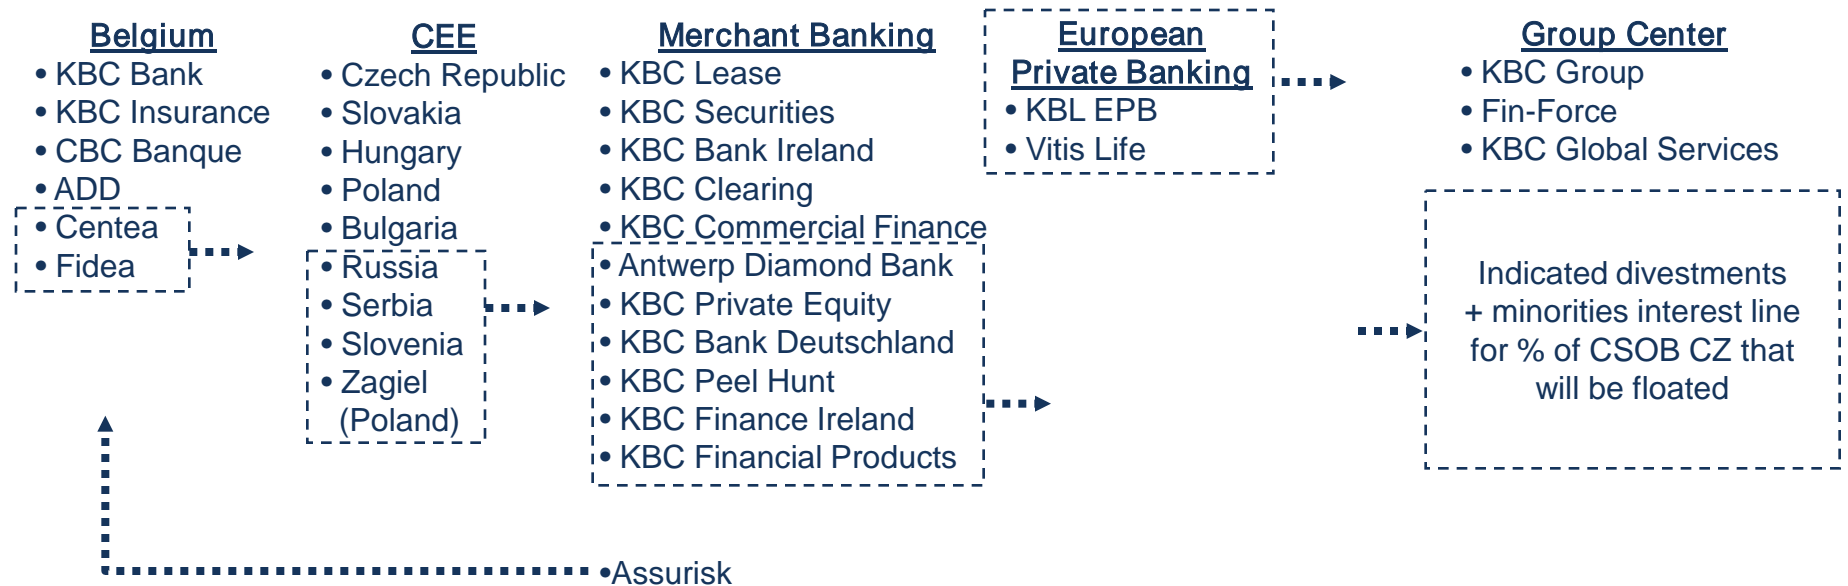 Belgium
• KBC Bank
• KBC Insurance
• CBC Banque
• ADD
• Centea
• Fidea
CEE
• Czech Republic
• Slovakia
• Hungary
• Poland
• Bulgaria
• Russia
• Serbia
• Slovenia
• Zagiel
(Poland)
Merchant Banking
• KBC Lease
• KBC Securities
• KBC Bank Ireland
• KBC Clearing
• KBC Commercial Finance
• Antwerp Diamond Bank
• KBC Private Equity
• KBC Bank Deutschland
• KBC Peel Hunt
• KBC Finance Ireland
• KBC Financial Products
•Assurisk
European
Private Banking
• KBL EPB
• Vitis Life
Group Center
• KBC Group
• Fin-Force
• KBC Global Services
Indicated divestments
+ minorities interest line
for % of CSOB CZ that
will be floated